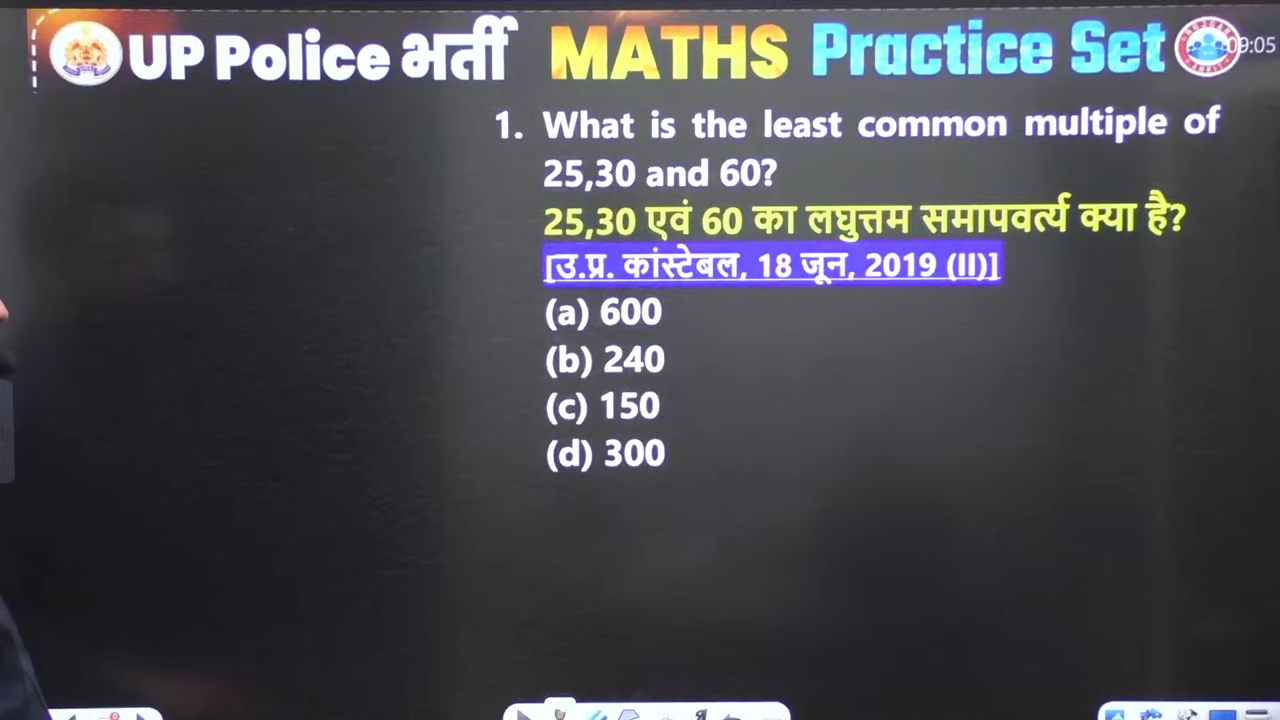 UP Police भर्ती MATHS Practice Set
09:05
1. What is the least common multiple of
25,30 and 60?
25,30 एवं 60 का लघुत्तम समापवर्त्य क्या है?
[उ.प्र. कांस्टेबल, 18 जून, 2019 (II)]
(a) 600
(b) 240
(c) 150
(d) 300